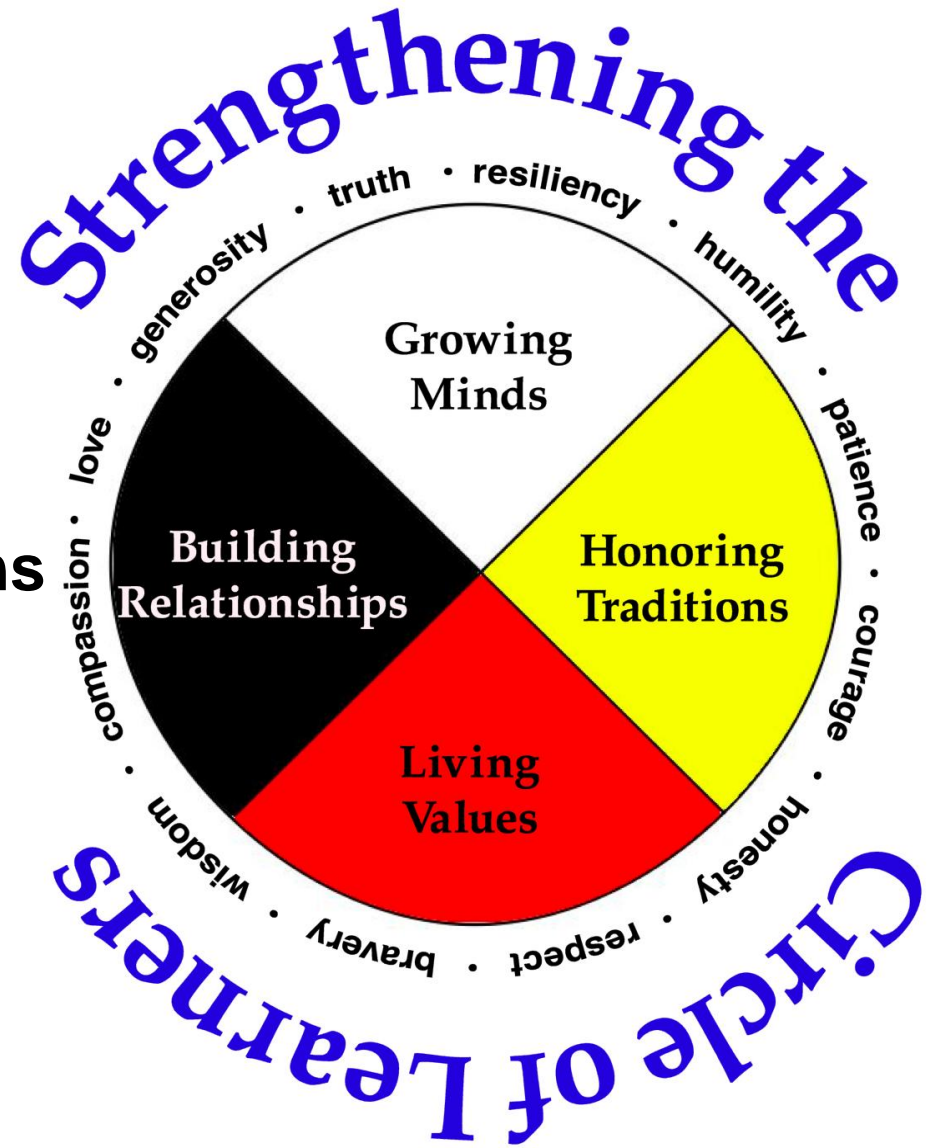 Strengthening the
Circle of Learners
resiliency · humility · patience · courage · honesty · respect · bravery · wisdom · compassion · love · generosity · truth ·
Growing
Minds
Honoring
Traditions
Living
Values
Building
Relationships
ns